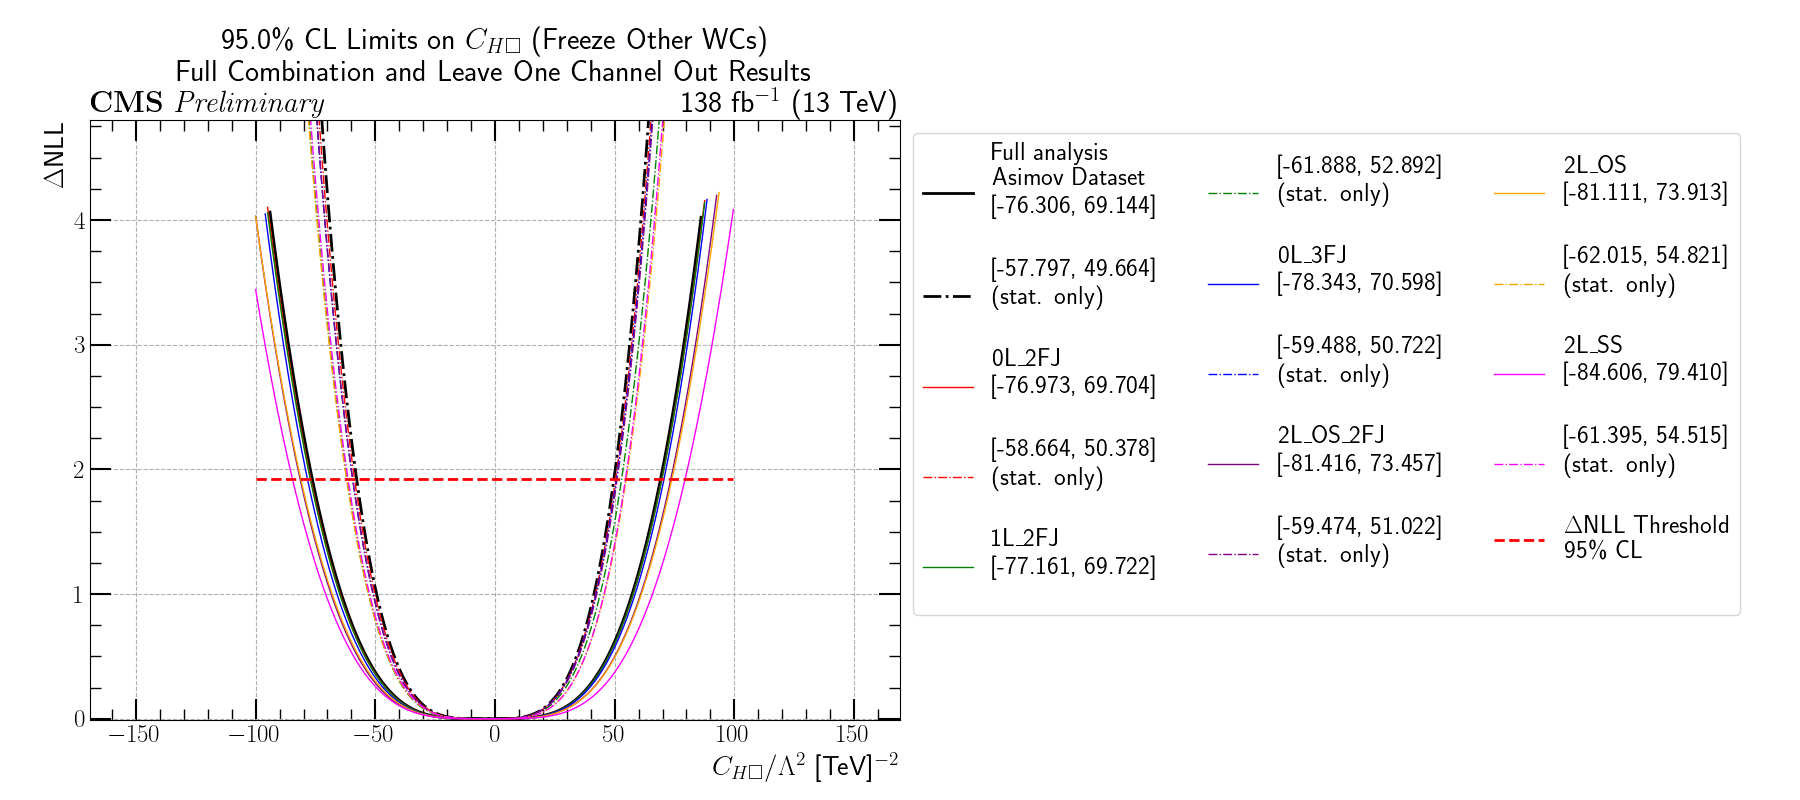 95.0% CL Limits on $C_{H□}$ (Freeze Other WCs)
Full Combination and Leave One Channel Out Results
CMS Preliminary
138 fb⁻¹ (13 TeV)
ΔNLL
4
3
2
1
0
−150
−100
−50
0
50
100
150
$C_{H□}/Λ^2$ [TeV]⁻²
Full analysis
Asimov Dataset
[-76.306, 69.144]
[-57.797, 49.664]
(stat. only)
0L_2FJ
[-76.973, 69.704]
[-58.664, 50.378]
(stat. only)
1L_2FJ
[-77.161, 69.722]
[-61.888, 52.892]
(stat. only)
0L_3FJ
[-78.343, 70.598]
[-59.488, 50.722]
(stat. only)
2L_OS_2FJ
[-81.416, 73.457]
[-59.474, 51.022]
(stat. only)
2L_OS
[-81.111, 73.913]
[-62.015, 54.821]
(stat. only)
2L_SS
[-84.606, 79.410]
[-61.395, 54.515]
(stat. only)
ΔNLL Threshold
95% CL